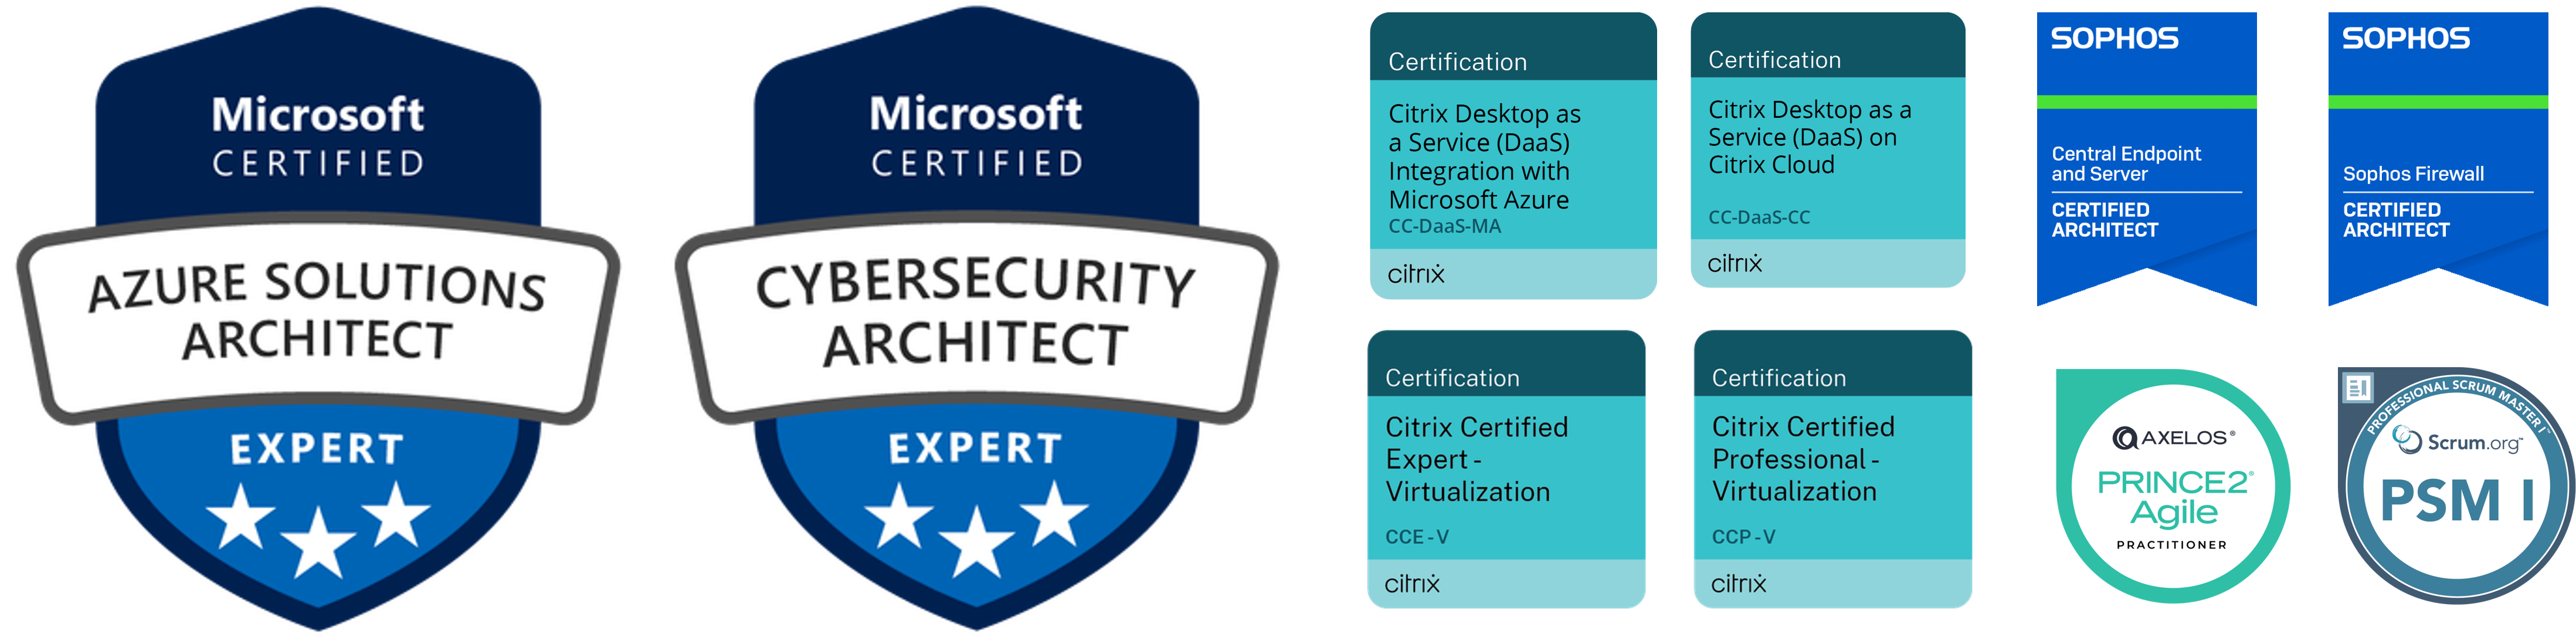 Microsoft
CERTIFIED
AZURE SOLUTIONS
ARCHITECT
EXPERT
Microsoft
CERTIFIED
CYBERSECURITY
ARCHITECT
EXPERT
Certification
Citrix Desktop as
a Service (DaaS)
Integration with
Microsoft Azure
CC-DaaS-MA
citrix
Certification
Citrix Desktop as a
Service (DaaS) on
Citrix Cloud
CC-DaaS-CC
citrix
SOPHOS
Central Endpoint
and Server
CERTIFIED
ARCHITECT
SOPHOS
Sophos Firewall
CERTIFIED
ARCHITECT
Certification
Citrix Certified
Expert -
Virtualization
CCE - V
citrix
Certification
Citrix Certified
Professional -
Virtualization
CCP - V
citrix
AXELOS®
PRINCE2®
Agile
PRACTITIONER
PROFESSIONAL SCRUM MASTER I™
Scrum.org™
PSM I